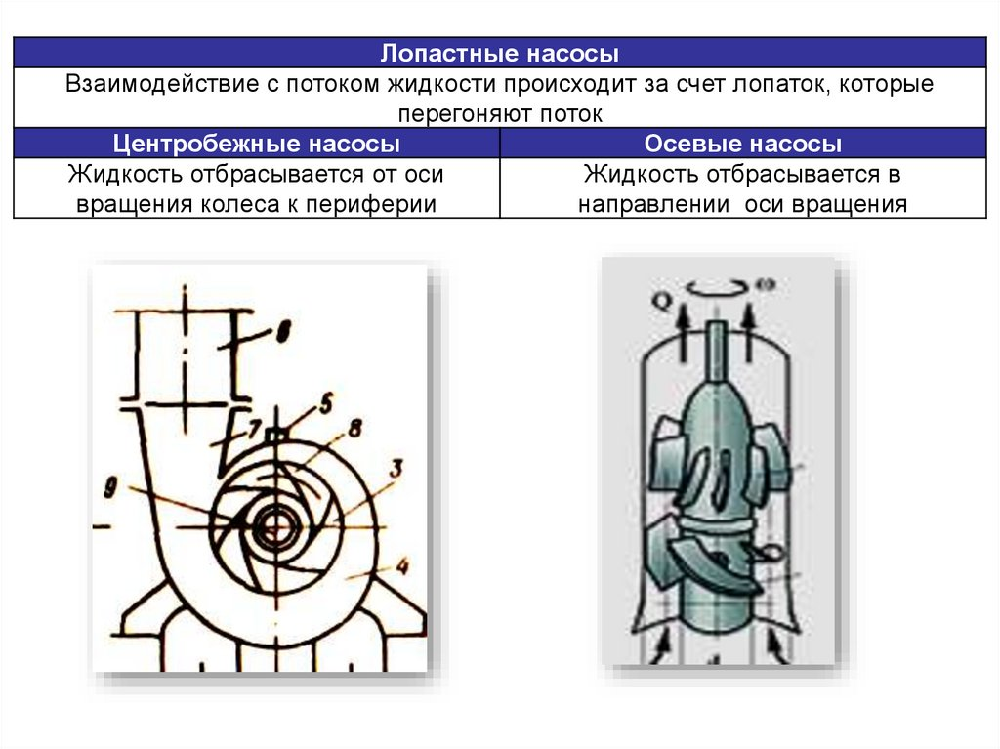 Лопастные насосы
Взаимодействие с потоком жидкости происходит за счет лопаток, которые
перегоняют поток
Центробежные насосы
Осевые насосы
Жидкость отбрасывается от оси
вращения колеса к периферии
Жидкость отбрасывается в
направлении оси вращения
6
5
7
8
3
9
4
Q
ω